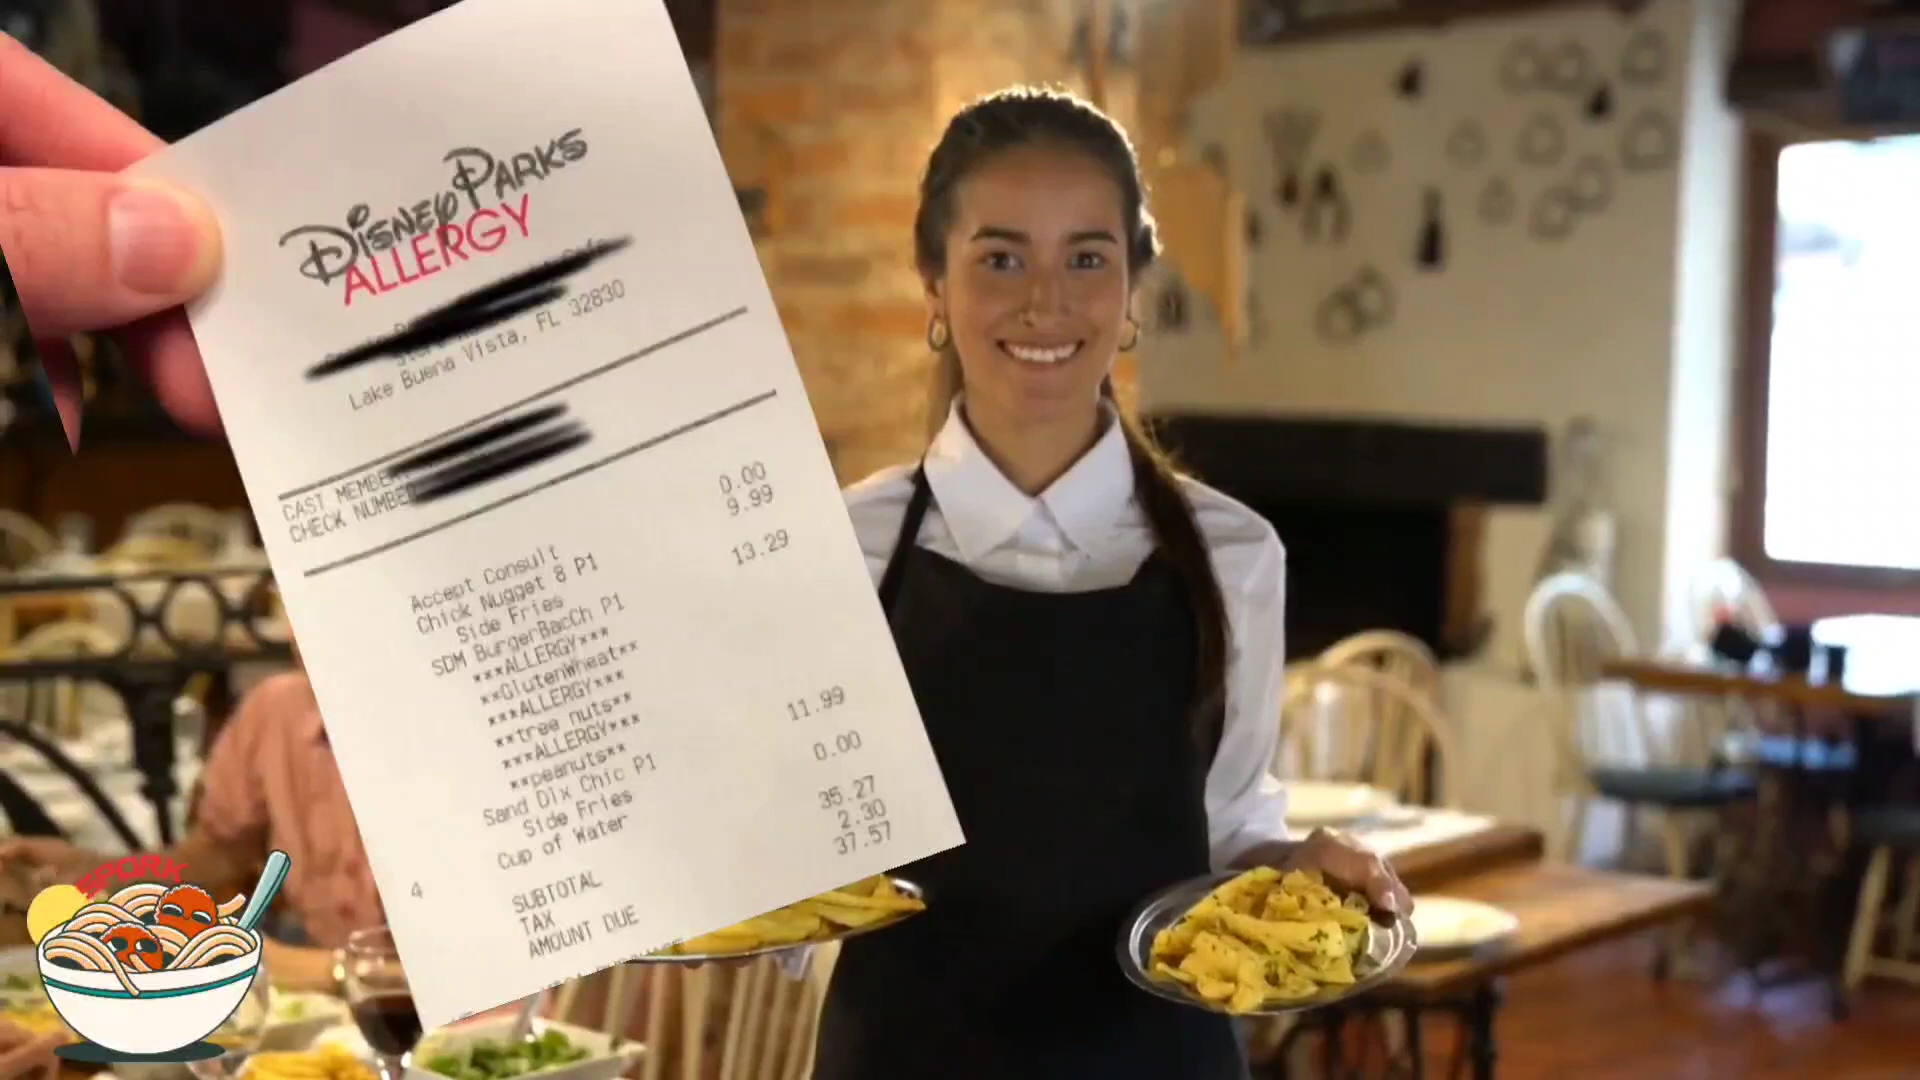 DISNEY PARKS
ALLERGY
Lake Buena Vista, FL 32830
CAST MEMBER
CHECK NUMBER
Accept Consult 0.00
Chick Nugget 8 P1 9.99
Side Fries
SDM BurgerBacCh P1 13.29
***ALLERGY***
**GlutenWheat**
***ALLERGY***
**tree nuts**
***ALLERGY***
**peanuts**
Sand Dlx Chic P1 11.99
Side Fries
4 Cup of Water 0.00
SUBTOTAL 35.27
TAX 2.30
AMOUNT DUE 37.57
SPORK